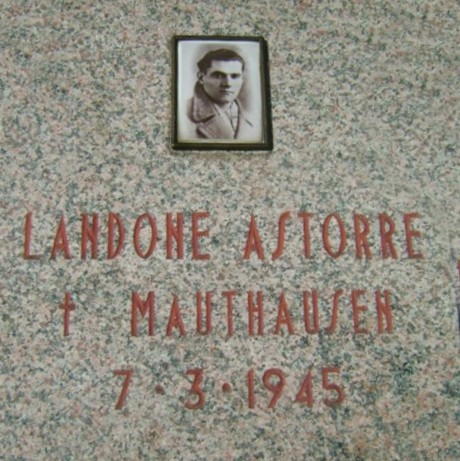 LANDONE ASTORRE
† MAUTHAUSEN
7·3·1945